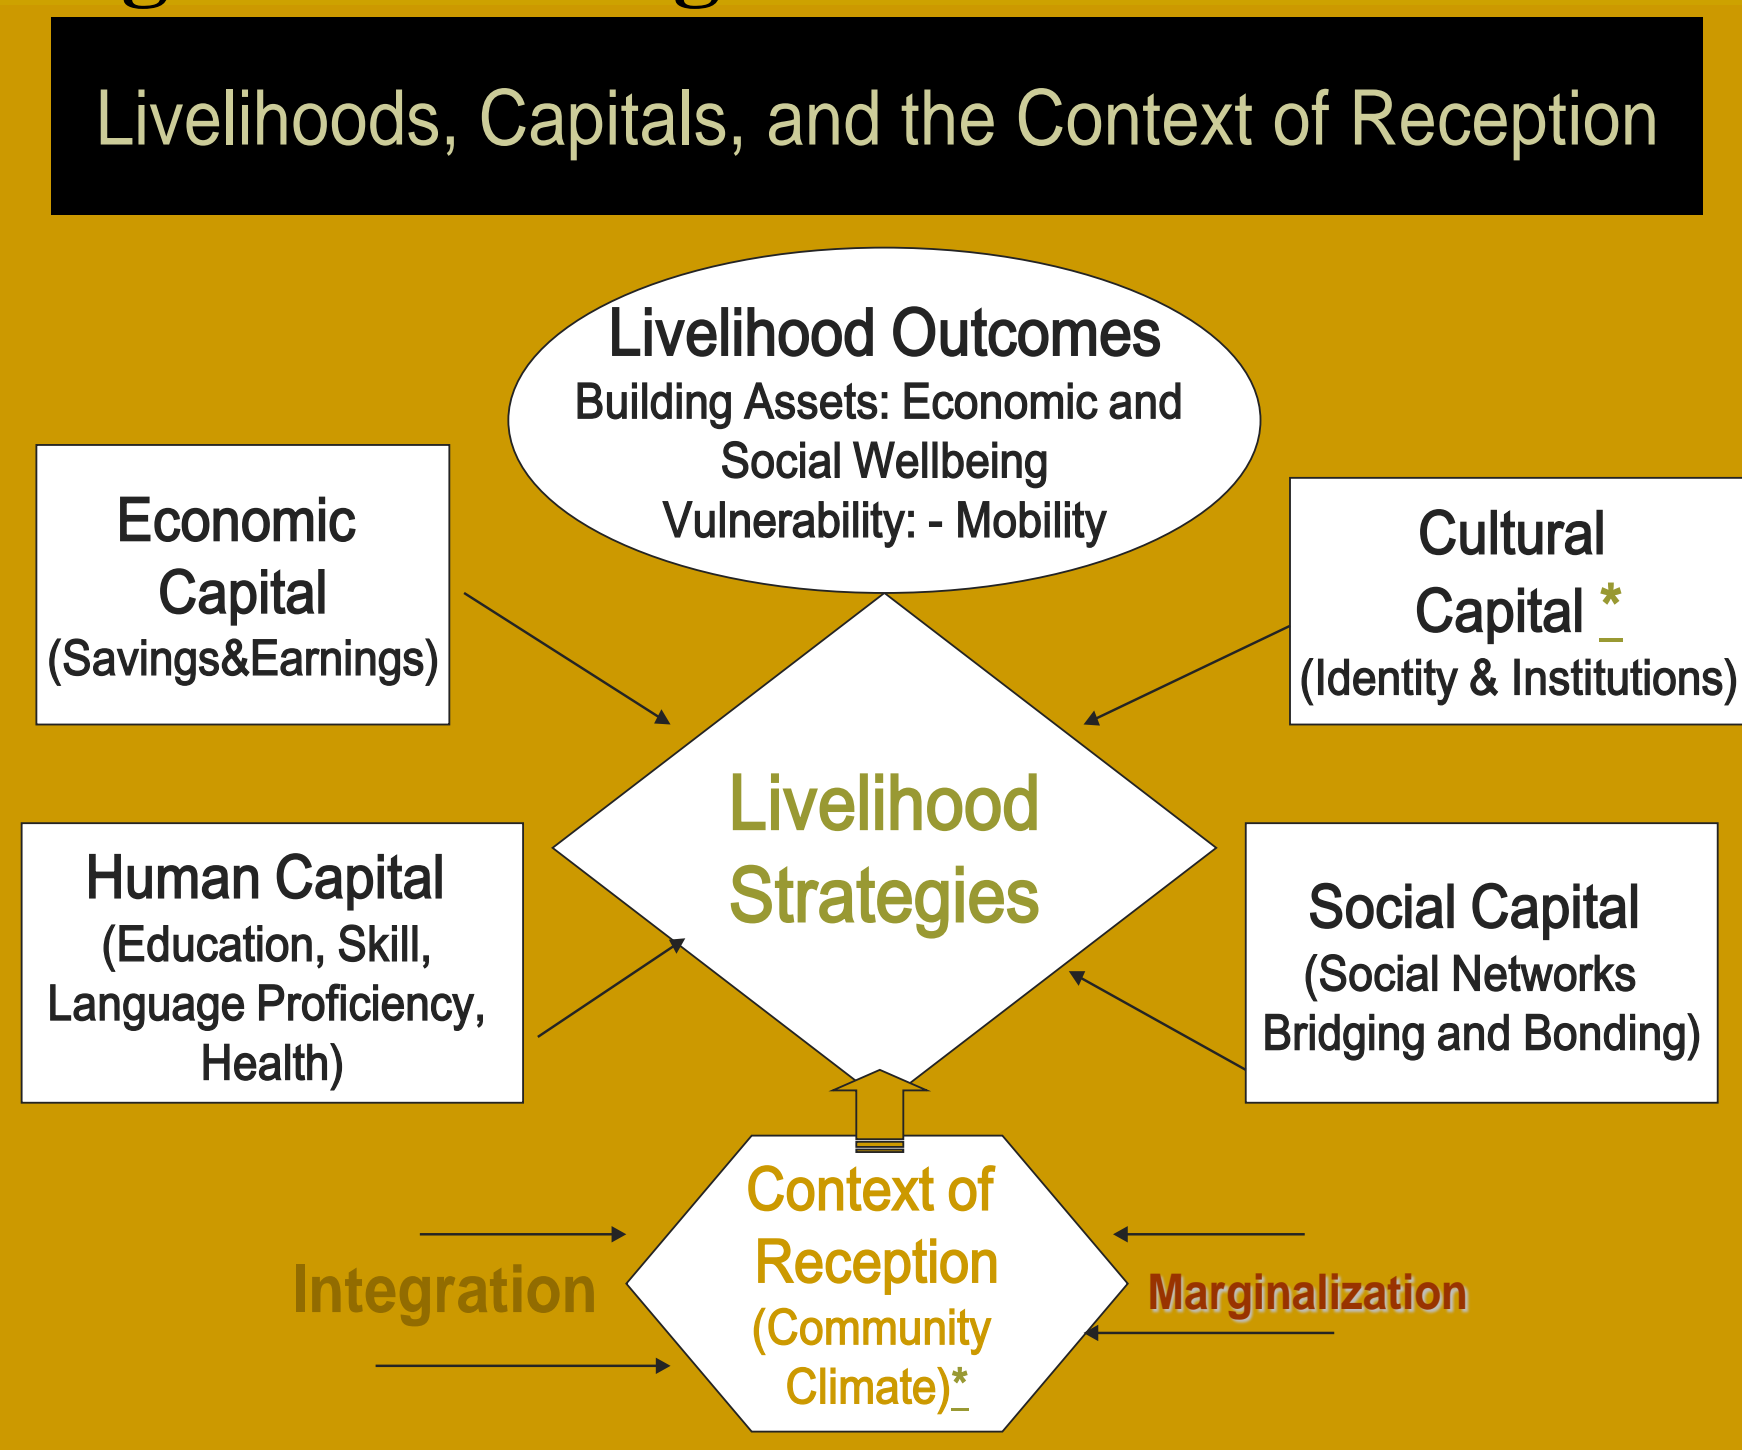 Livelihoods, Capitals, and the Context of Reception
Livelihood Outcomes
Building Assets: Economic and
Social Wellbeing
Vulnerability: - Mobility
Economic
Capital
(Savings&Earnings)
Cultural
Capital *
(Identity & Institutions)
Livelihood
Strategies
Human Capital
(Education, Skill,
Language Proficiency,
Health)
Social Capital
(Social Networks
Bridging and Bonding)
Context of
Reception
(Community
Climate)*
Integration
Marginalization